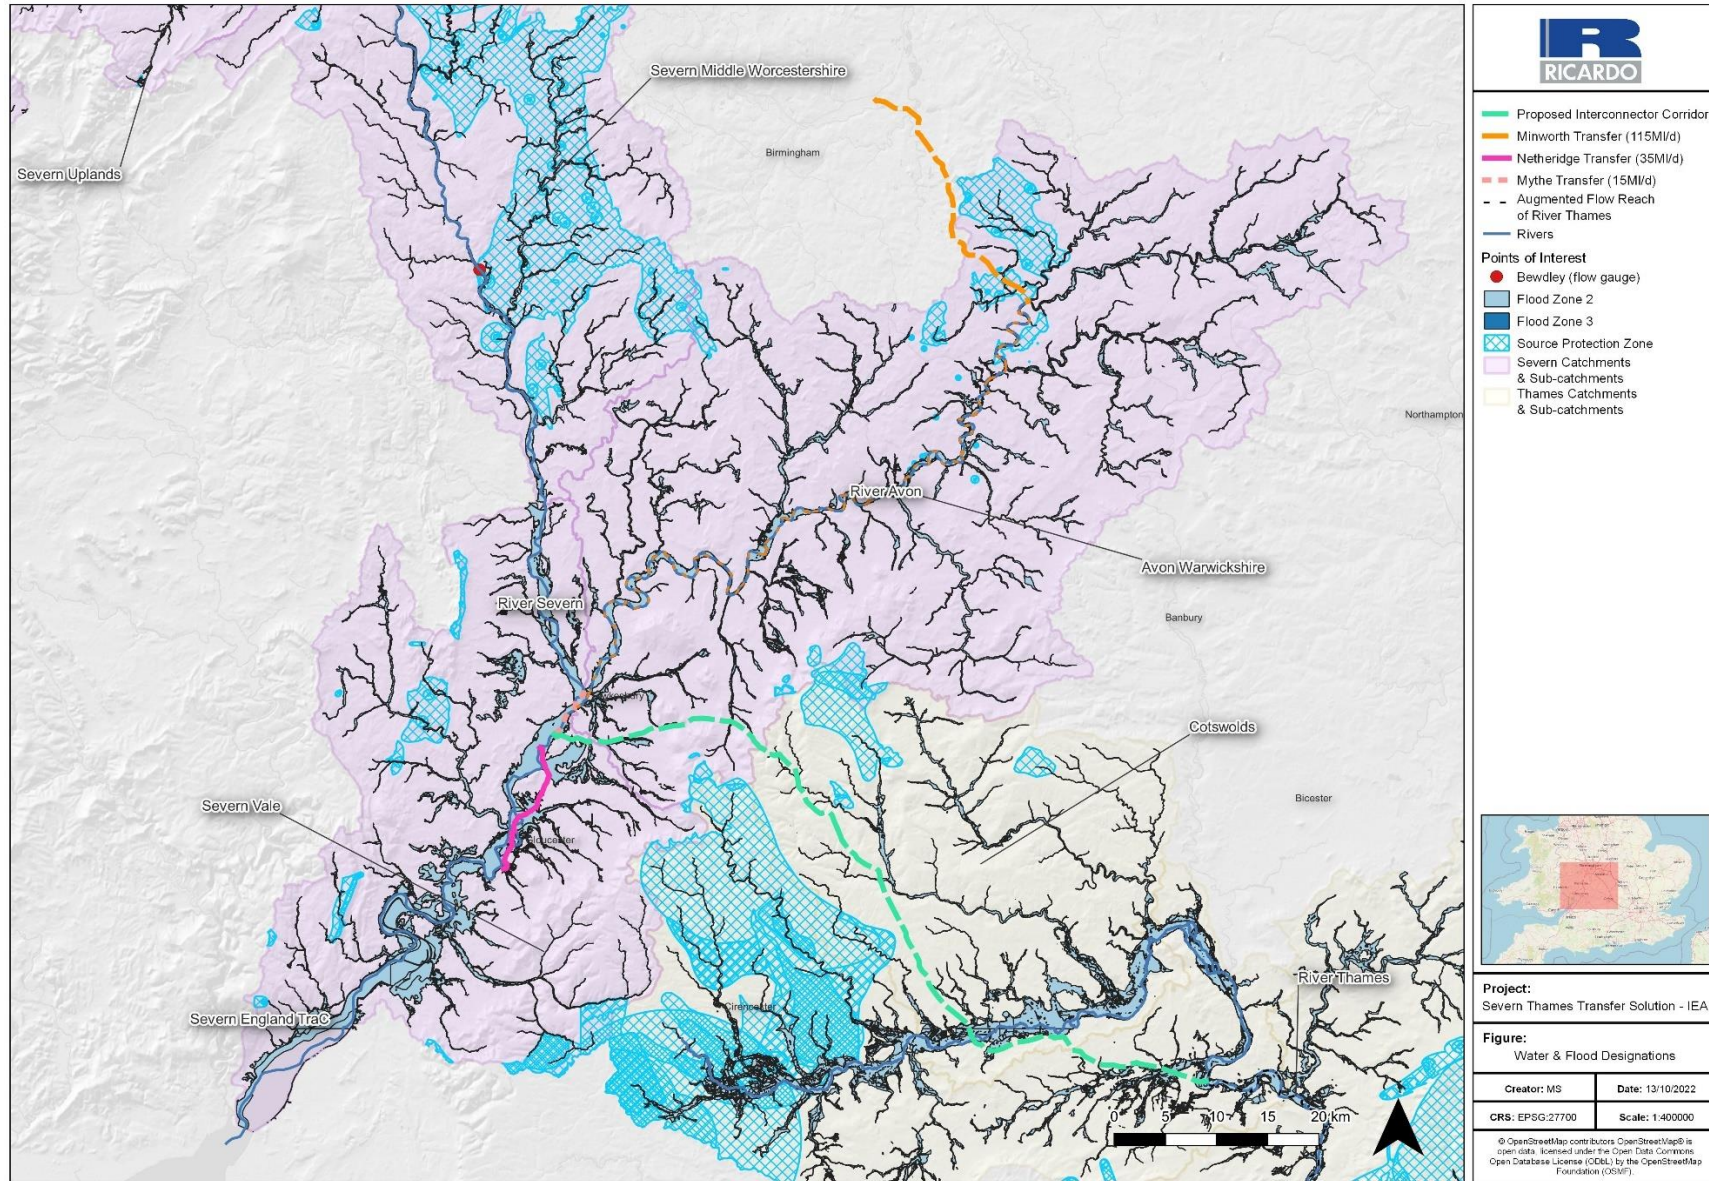 Severn Middle Worcestershire
Birmingham
Severn Uplands
Northampton
River Avon
Avon Warwickshire
River Severn
Banbury
Cotswolds
Severn Vale
Bicester
Gloucester
River Thames
Cirencester
Severn England TraC
0 5 10 15 20 km
RICARDO
Proposed Interconnector Corridor
Minworth Transfer (115Ml/d)
Netheridge Transfer (35Ml/d)
Mythe Transfer (15Ml/d)
Augmented Flow Reach
of River Thames
Rivers
Points of Interest
Bewdley (flow gauge)
Flood Zone 2
Flood Zone 3
Source Protection Zone
Severn Catchments
& Sub-catchments
Thames Catchments
& Sub-catchments
Project:
Severn Thames Transfer Solution - IEA
Figure:
Water & Flood Designations
Creator: MS
Date: 13/10/2022
CRS: EPSG:27700
Scale: 1:400000
© OpenStreetMap contributors OpenStreetMap® is
open data, licensed under the Open Data Commons
Open Database License (ODbL) by the OpenStreetMap
Foundation (OSMF).